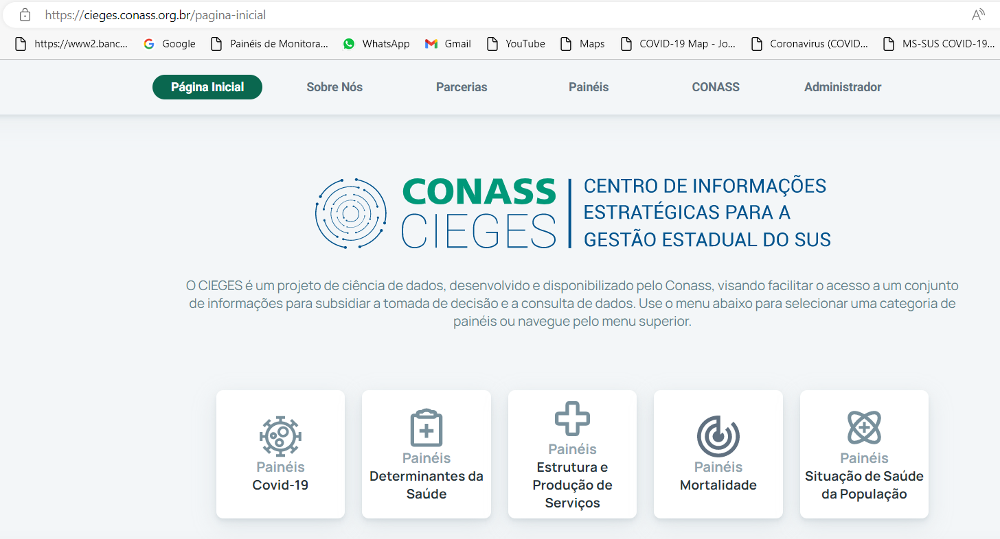 https://cieges.conass.org.br/pagina-inicial
https://www2.banc... Google Painéis de Monitora... WhatsApp Gmail YouTube Maps COVID-19 Map - Jo... Coronavirus (COVID... MS-SUS COVID-19...
Página Inicial Sobre Nós Parcerias Painéis CONASS Administrador
CONASS
CIEGES
CENTRO DE INFORMAÇÕES
ESTRATÉGICAS PARA A
GESTÃO ESTADUAL DO SUS
O CIEGES é um projeto de ciência de dados, desenvolvido e disponibilizado pelo Conass, visando facilitar o acesso a um conjunto
de informações para subsidiar a tomada de decisão e a consulta de dados. Use o menu abaixo para selecionar uma categoria de
painéis ou navegue pelo menu superior.
Painéis
Covid-19
Painéis
Determinantes da
Saúde
Painéis
Estrutura e
Produção de
Serviços
Painéis
Mortalidade
Painéis
Situação de Saúde
da População